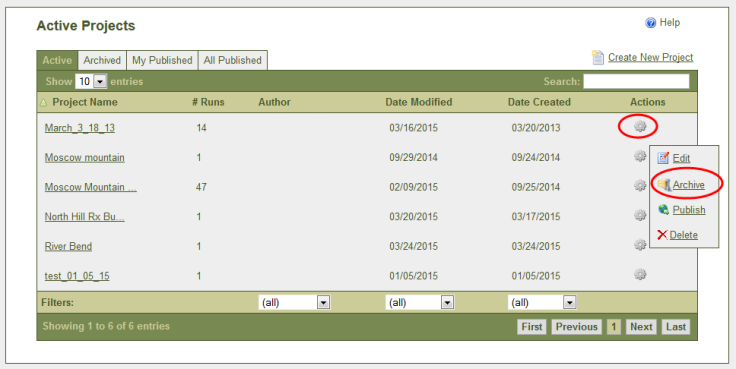 Active Projects
Help
Active Archived My Published All Published
Create New Project
Show 10 entries Search:
Project Name # Runs Author Date Modified Date Created Actions
March_3_18_13 14 03/16/2015 03/20/2013
Moscow mountain 1 09/29/2014 09/24/2014
Edit
Moscow Mountain ... 47 02/09/2015 09/25/2014
Archive
North Hill Rx Bu... 1 03/20/2015 03/17/2015
Publish
River Bend 1 03/24/2015 03/24/2015
Delete
test_01_05_15 1 01/05/2015 01/05/2015
Filters: (all) (all) (all)
Showing 1 to 6 of 6 entries First Previous 1 Next Last